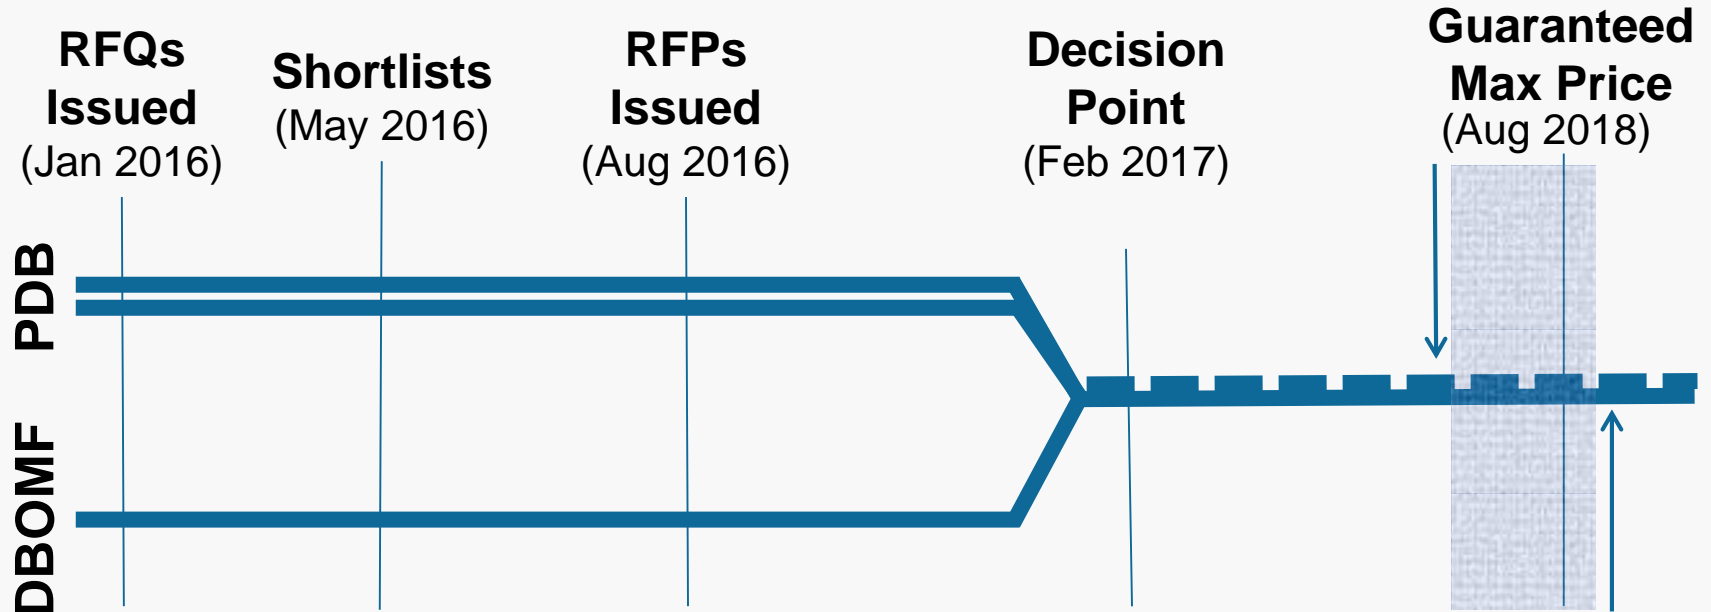 RFQs
Issued
(Jan 2016)
Shortlists
(May 2016)
RFPs
Issued
(Aug 2016)
Decision
Point
(Feb 2017)
Guaranteed
Max Price
(Aug 2018)
PDB
DBOMF